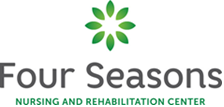 Four Seasons
NURSING AND REHABILITATION CENTER